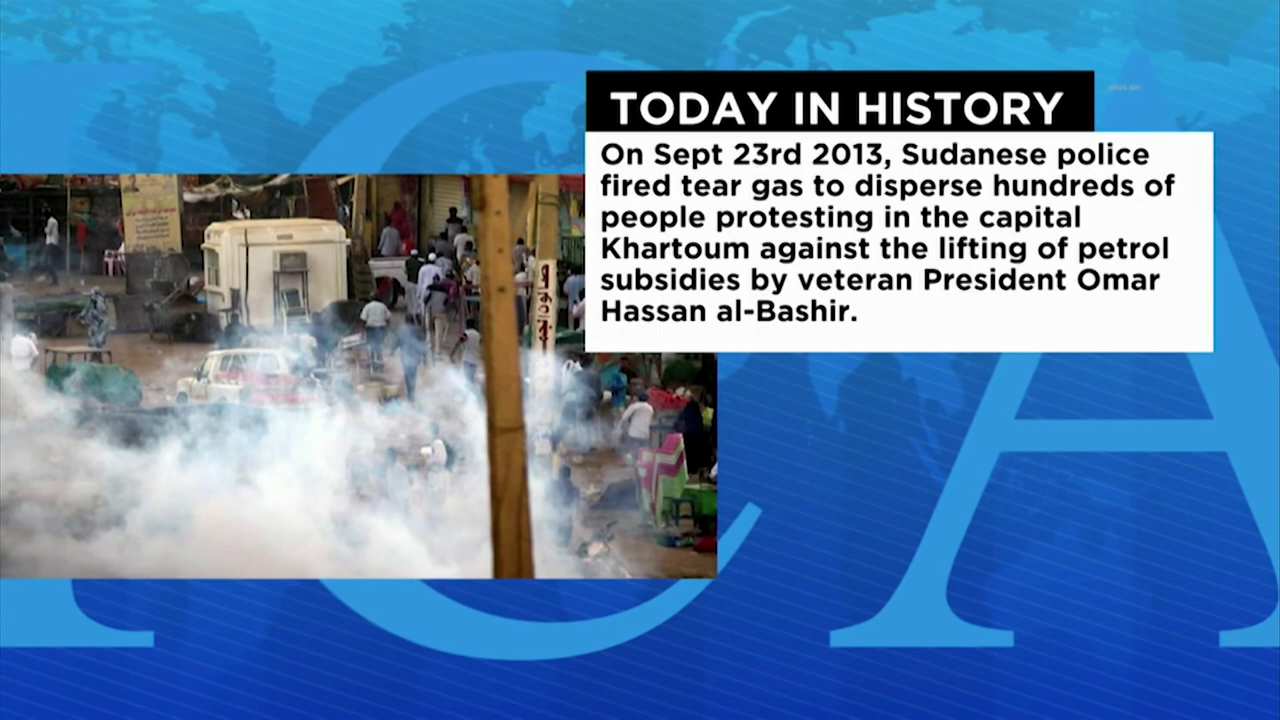 TODAY IN HISTORY
On Sept 23rd 2013, Sudanese police
fired tear gas to disperse hundreds of
people protesting in the capital
Khartoum against the lifting of petrol
subsidies by veteran President Omar
Hassan al-Bashir.